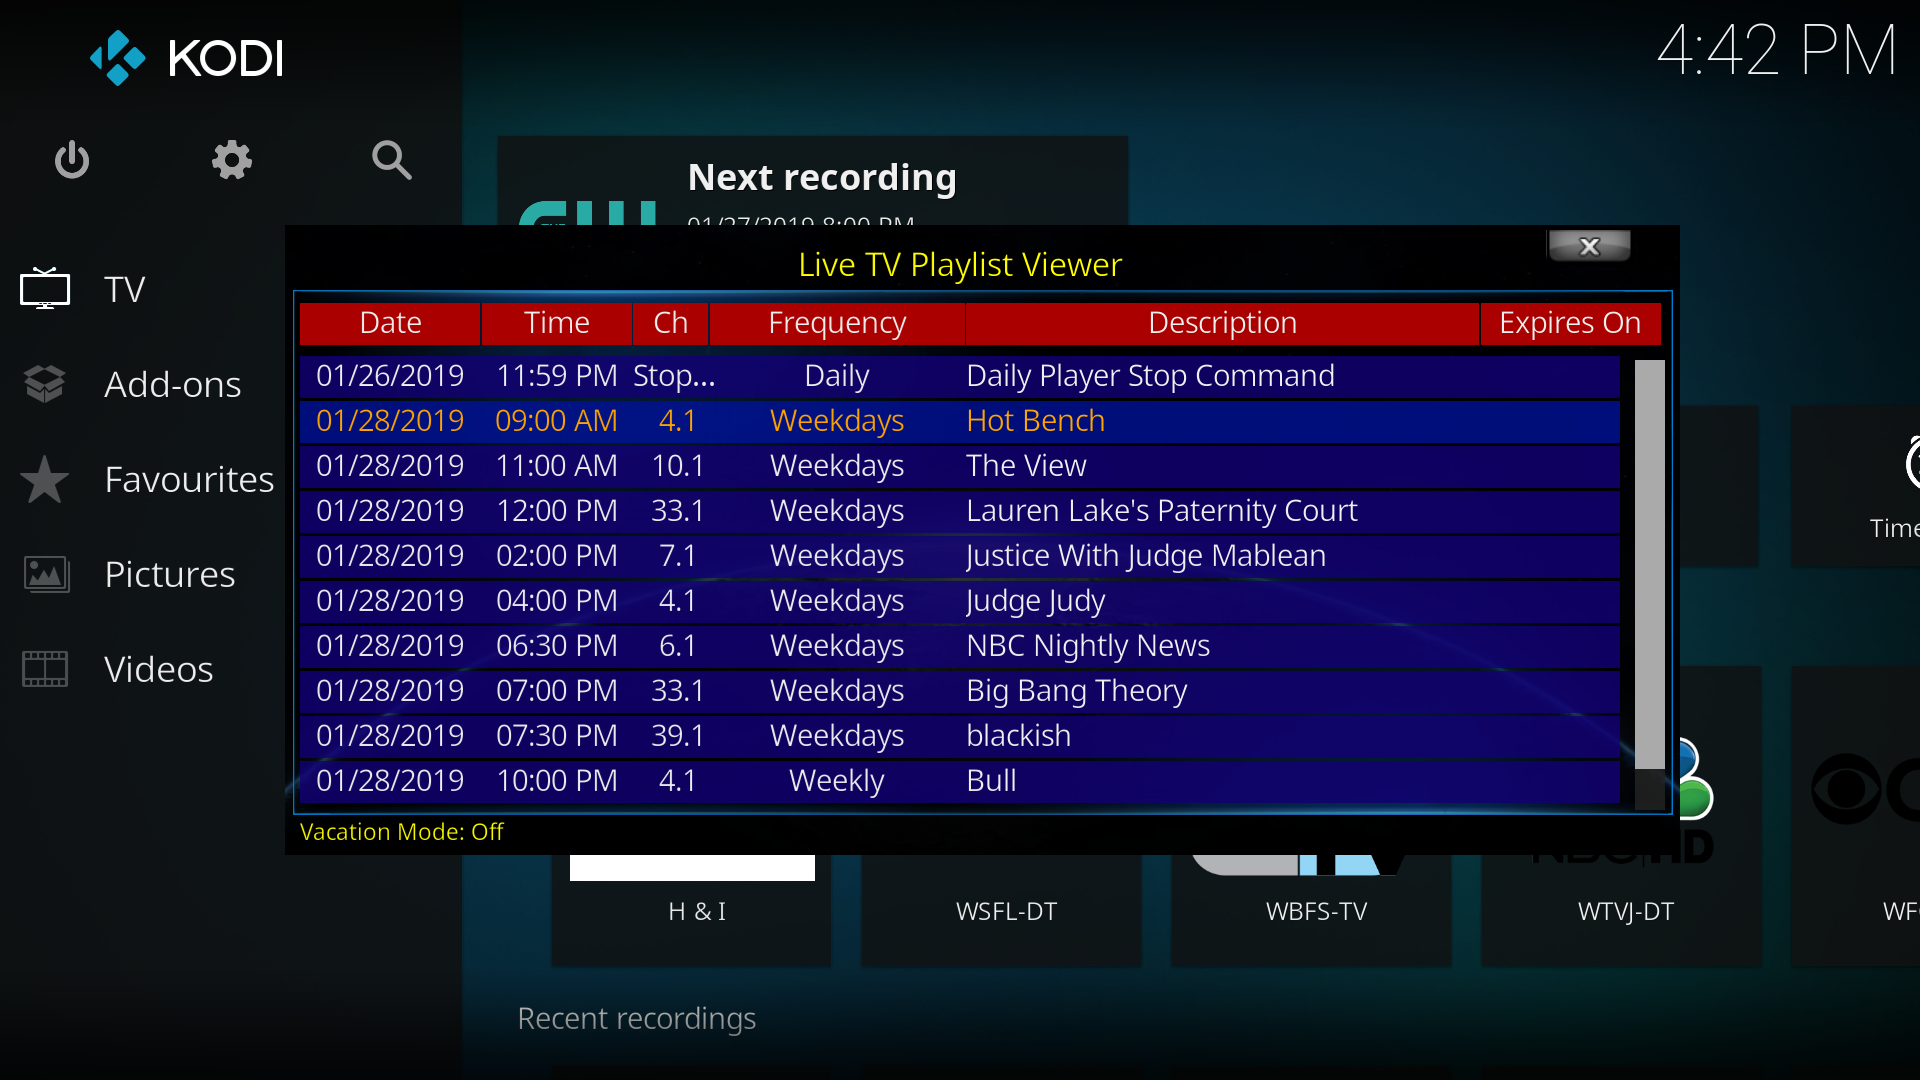 KODI
4:42 PM
Next recording
01/27/2019 8:00 PM
TV
Add-ons
Favourites
Pictures
Videos
Live TV Playlist Viewer
X
Date Time Ch Frequency Description Expires On
01/26/2019 11:59 PM Stop... Daily Daily Player Stop Command
01/28/2019 09:00 AM 4.1 Weekdays Hot Bench
01/28/2019 11:00 AM 10.1 Weekdays The View
01/28/2019 12:00 PM 33.1 Weekdays Lauren Lake's Paternity Court
01/28/2019 02:00 PM 7.1 Weekdays Justice With Judge Mablean
01/28/2019 04:00 PM 4.1 Weekdays Judge Judy
01/28/2019 06:30 PM 6.1 Weekdays NBC Nightly News
01/28/2019 07:00 PM 33.1 Weekdays Big Bang Theory
01/28/2019 07:30 PM 39.1 Weekdays blackish
01/28/2019 10:00 PM 4.1 Weekly Bull
Vacation Mode: Off
H & I
WSFL-DT
WBFS-TV
WTVJ-DT
Recent recordings